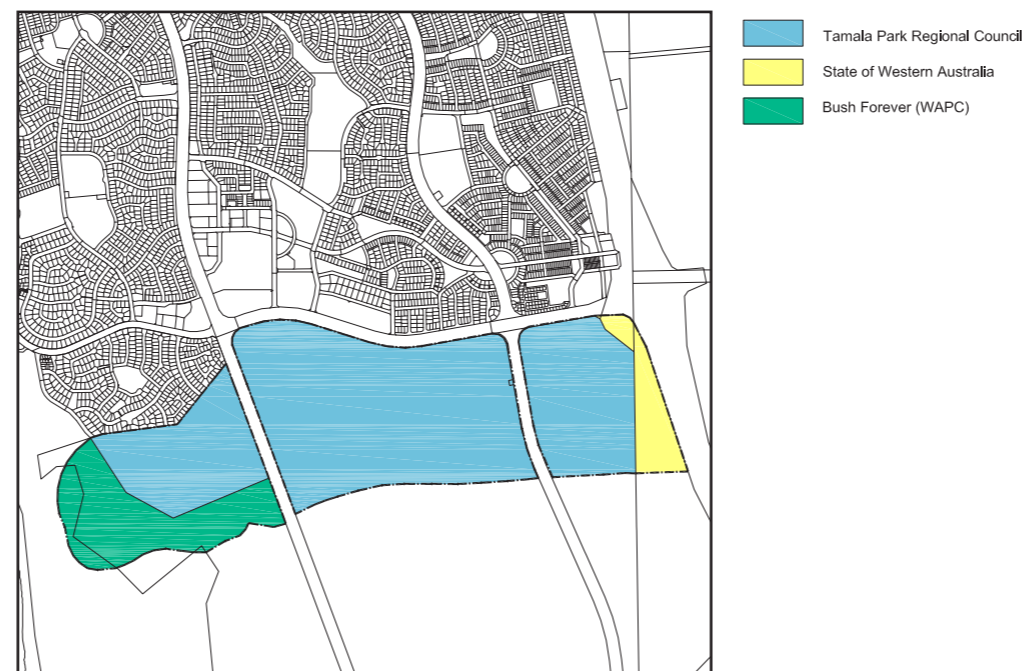 Tamala Park Regional Council
State of Western Australia
Bush Forever (WAPC)